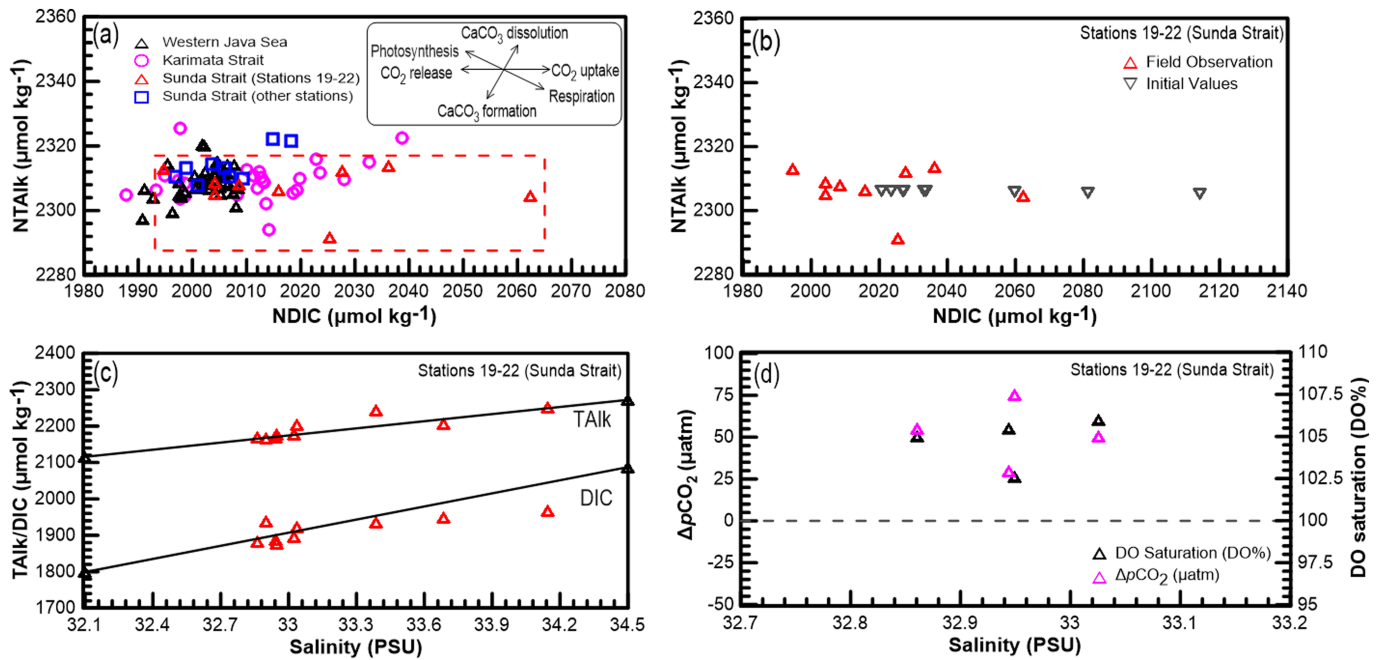 (a)
Western Java Sea
Karimata Strait
Sunda Strait (Stations 19-22)
Sunda Strait (other stations)
CaCO3 dissolution
Photosynthesis
CO2 release
CO2 uptake
Respiration
CaCO3 formation
NTAlk (µmol kg-1)
2360
2340
2320
2300
2280
1980 1990 2000 2010 2020 2030 2040 2050 2060 2070 2080
NDIC (µmol kg-1)
(b)
Stations 19-22 (Sunda Strait)
Field Observation
Initial Values
NTAlk (µmol kg-1)
2360
2340
2320
2300
2280
1980 2000 2020 2040 2060 2080 2100 2120 2140
NDIC (µmol kg-1)
(c)
Stations 19-22 (Sunda Strait)
TAlk
DIC
TAlk/DIC (µmol kg-1)
2400
2300
2200
2100
2000
1900
1800
1700
32.1 32.4 32.7 33 33.3 33.6 33.9 34.2 34.5
Salinity (PSU)
(d)
Stations 19-22 (Sunda Strait)
ΔpCO2 (µatm)
100
75
50
25
0
-25
-50
DO saturation (DO%)
110
107.5
105
102.5
100
97.5
95
DO Saturation (DO%)
ΔpCO2 (µatm)
32.7 32.8 32.9 33 33.1 33.2
Salinity (PSU)